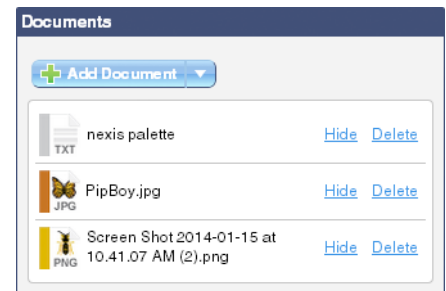 Documents
Add Document
nexis palette
Hide Delete
TXT
PipBoy.jpg
Hide Delete
JPG
Screen Shot 2014-01-15 at
10.41.07 AM (2).png
Hide Delete
PNG